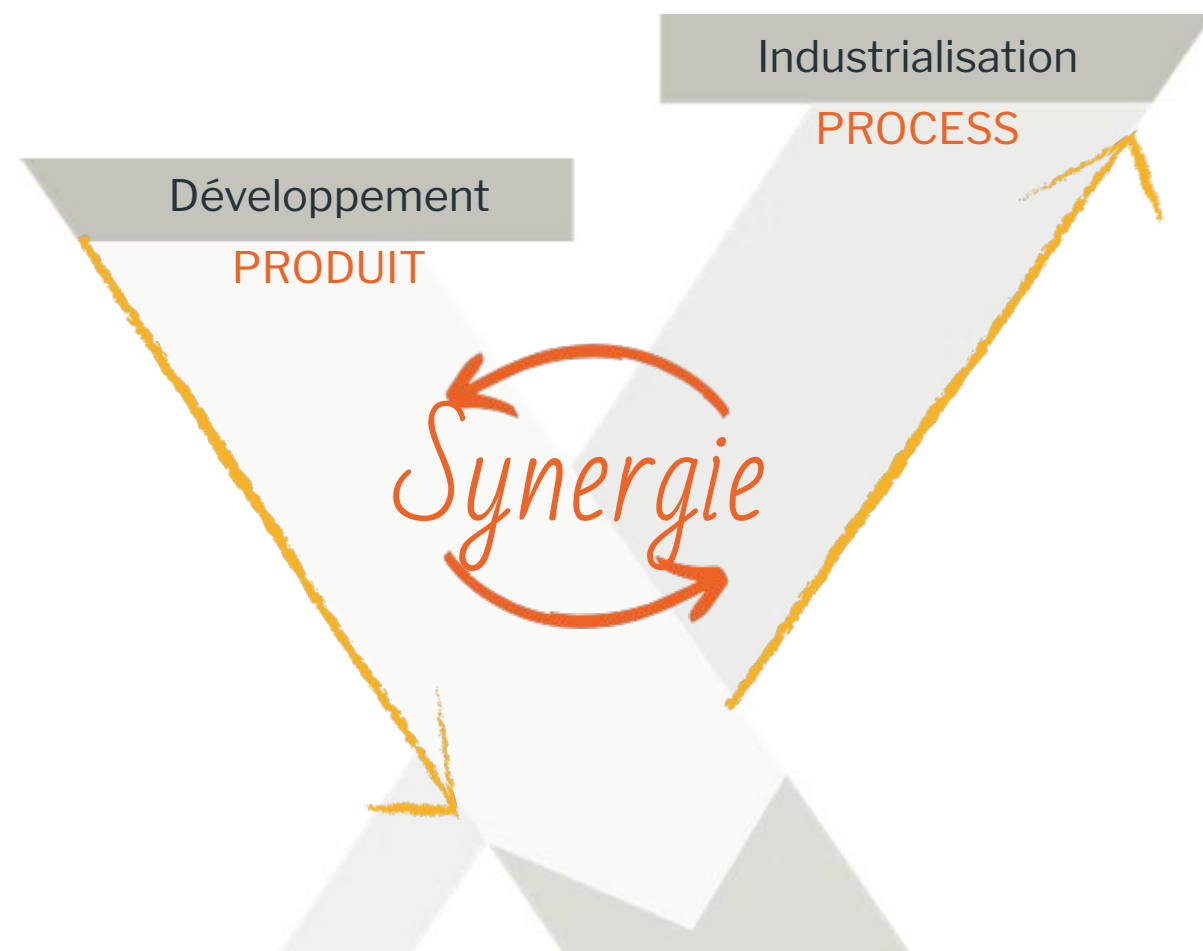 Industrialisation
PROCESS
Développement
PRODUIT
Synergie